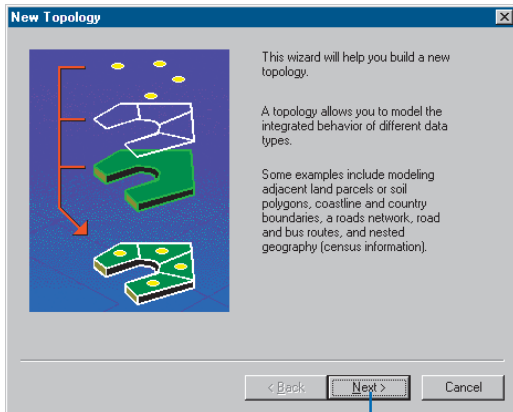 New Topology
This wizard will help you build a new
topology.
A topology allows you to model the
integrated behavior of different data
types.
Some examples include modeling
adjacent land parcels or soil
polygons, coastline and country
boundaries, a roads network, road
and bus routes, and nested
geography (census information).
< Back
Next >
Cancel